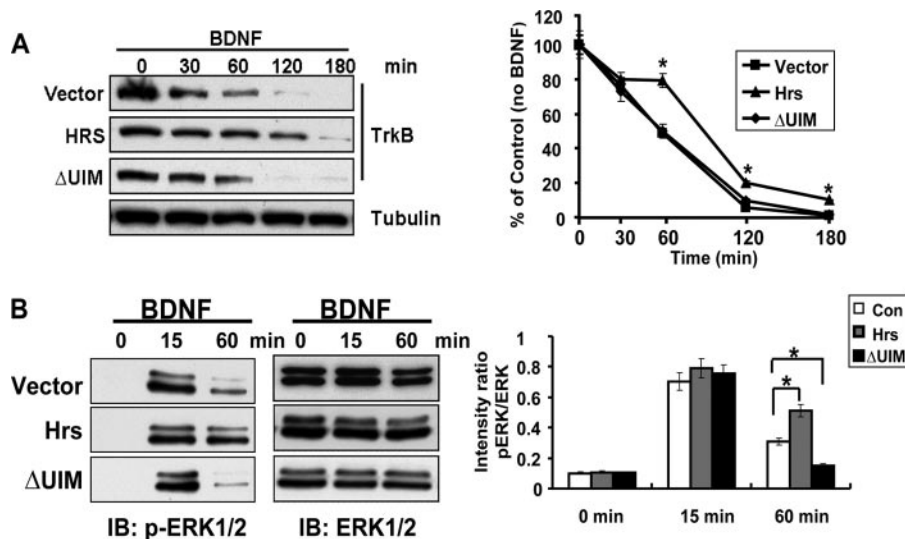 A
BDNF
0 30 60 120 180 min
Vector
HRS
ΔUIM
TrkB
Tubulin
% of Control (no BDNF)
120
100
80
60
40
20
0
0 30 60 120 180
Time (min)
Vector
Hrs
ΔUIM
* * *
B
BDNF
0 15 60 min
BDNF
0 15 60 min
Vector
Hrs
ΔUIM
IB: p-ERK1/2
IB: ERK1/2
Intensity ratio
pERK/ERK
1
0.8
0.6
0.4
0.2
0
0 min 15 min 60 min
Con
Hrs
ΔUIM
* *